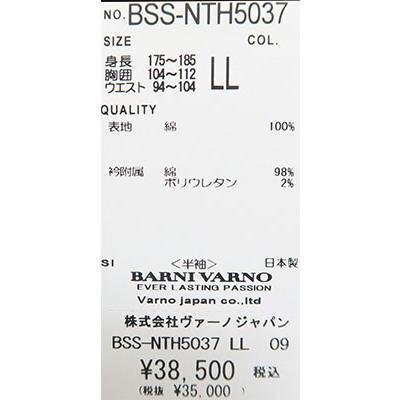 NO. BSS-NTH5037
SIZE COL.
身長 175〜185
胸囲 104〜112 LL
ウエスト 94〜104
QUALITY
表地 綿 100%
衿附属 綿 98%
ポリウレタン 2%
SI <半袖> 日本製
BARNI VARNO
EVER LASTING PASSION
Varno japan co.,ltd
株式会社ヴァーノジャパン
BSS-NTH5037 LL 09
¥38,500 税込
(税抜 ¥35,000 )